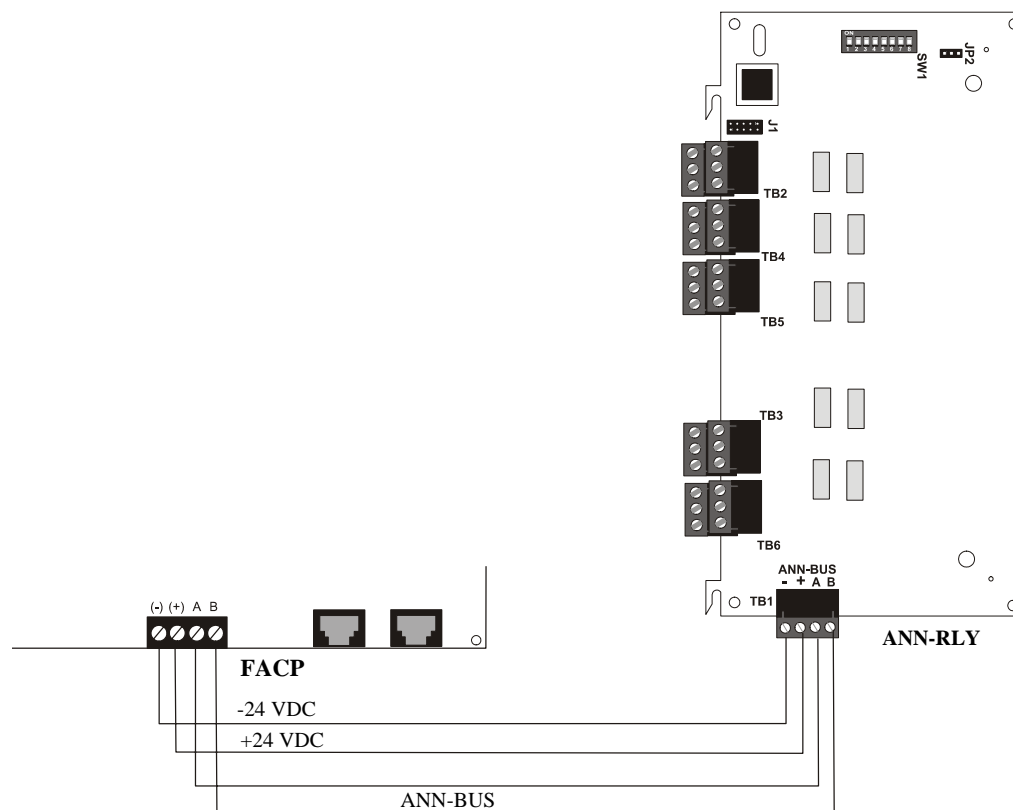 ON
1 2 3 4 5 6 7 8
SW1
JP2
J1
TB2
TB4
TB5
TB3
TB6
ANN-BUS
- + A B
TB1
ANN-RLY
(-) (+) A B
FACP
-24 VDC
+24 VDC
ANN-BUS